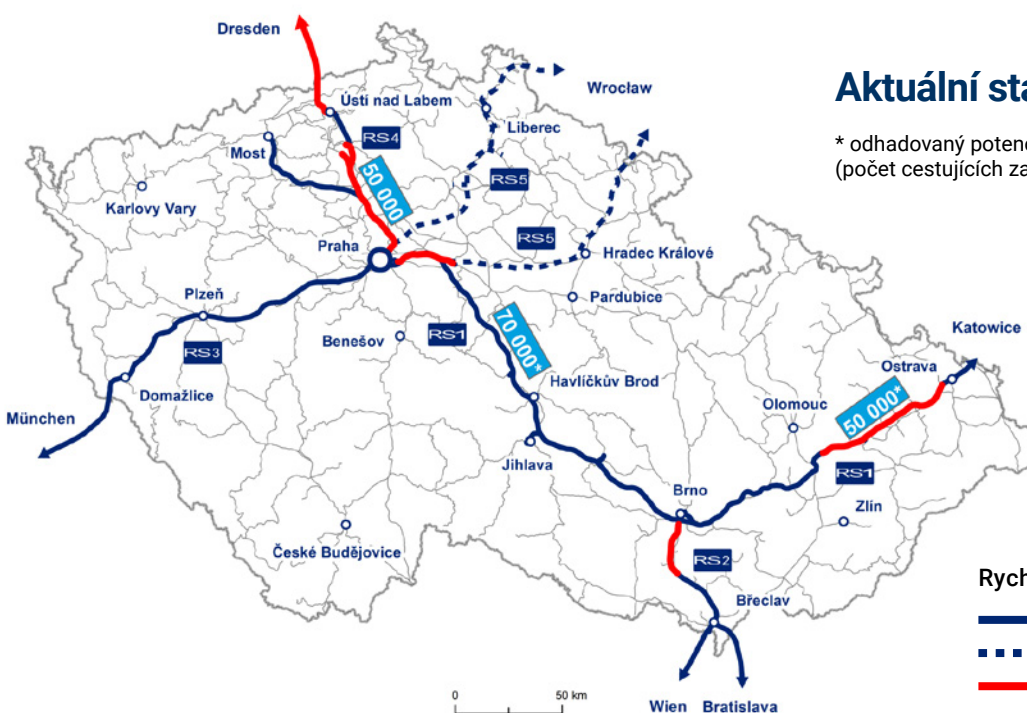 Dresden
Aktuální sta
* odhadovaný poten
(počet cestujících za
Ústí nad Labem
Wrocław
Liberec
RS4
Most
50 000
RS5
Karlovy Vary
RS5
Praha
Hradec Králové
Plzeň
Pardubice
RS1
70 000*
Benešov
RS3
Katowice
Ostrava
Havlíčkův Brod
Domažlice
Olomouc
50 000*
München
Jihlava
RS1
Brno
Zlín
České Budějovice
RS2
Rych
Břeclav
0 50 km
Wien Bratislava